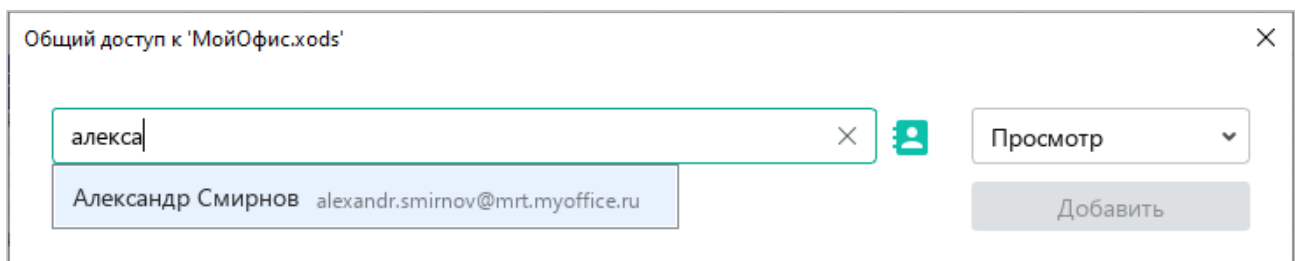 Общий доступ к 'МойОфис.xods'
алекса Просмотр
Александр Смирнов alexandr.smirnov@mrt.myoffice.ru Добавить